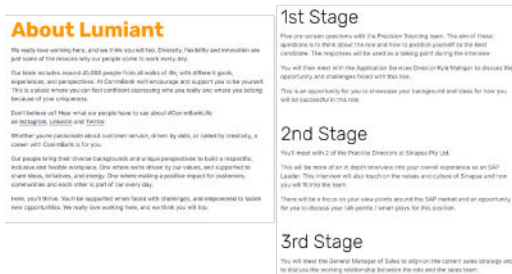 About Lumiant
We really love working here, and we think you will too. Diversity, flexibility and innovation are
just some of the reasons why our people come to work every day.
Our team includes around 45,000 people from all walks of life, with different goals,
experiences, and perspectives. At CommBank we'll encourage and support you to be yourself.
This is a place where you can feel confident expressing who you really are; where you belong
because of your uniqueness.
Don't believe us? Hear what our people have to say about #CommBankLife
on Instagram, LinkedIn and Twitter.
Whether you're passionate about customer service, driven by data, or called by creativity, a
career with CommBank is for you.
Our people bring their diverse backgrounds and unique perspectives to build a respectful,
inclusive and flexible workplace. One where we're driven by our values, and supported to
share ideas, initiatives, and energy. One where making a positive impact for customers,
communities and each other is part of our every day.
Here, you'll thrive. You'll be supported when faced with challenges, and empowered to tackle
new opportunities. We really love working here, and we think you will too.
1st Stage
Five pre-screen questions with the Precision Sourcing team. The aim of these
questions is to think about the role and how to position yourself as the best
candidate. The responses will be used as a talking point during the interview
You will then meet with the Application Services Director Kyle Mulligan to discuss the
opportunity and challenges faced with this role.
This is an opportunity for you to showcase your background and ideas for how you
will be successful in this role.
2nd Stage
You'll meet with 2 of the Practice Directors at Sinapse Pty Ltd.
This will be more of an in depth interview into your overall experience as an SAP
Leader. This interview will also touch on the values and culture of Sinapse and how
you will fit into the team.
There will be a focus on your view points around the SAP market and an opportunity
for you to discuss your talk points / smart plays for this position.
3rd Stage
You will meet the General Manager of Sales to align on the current sales strategy and
to discuss the working relationship between the role and the sales team.